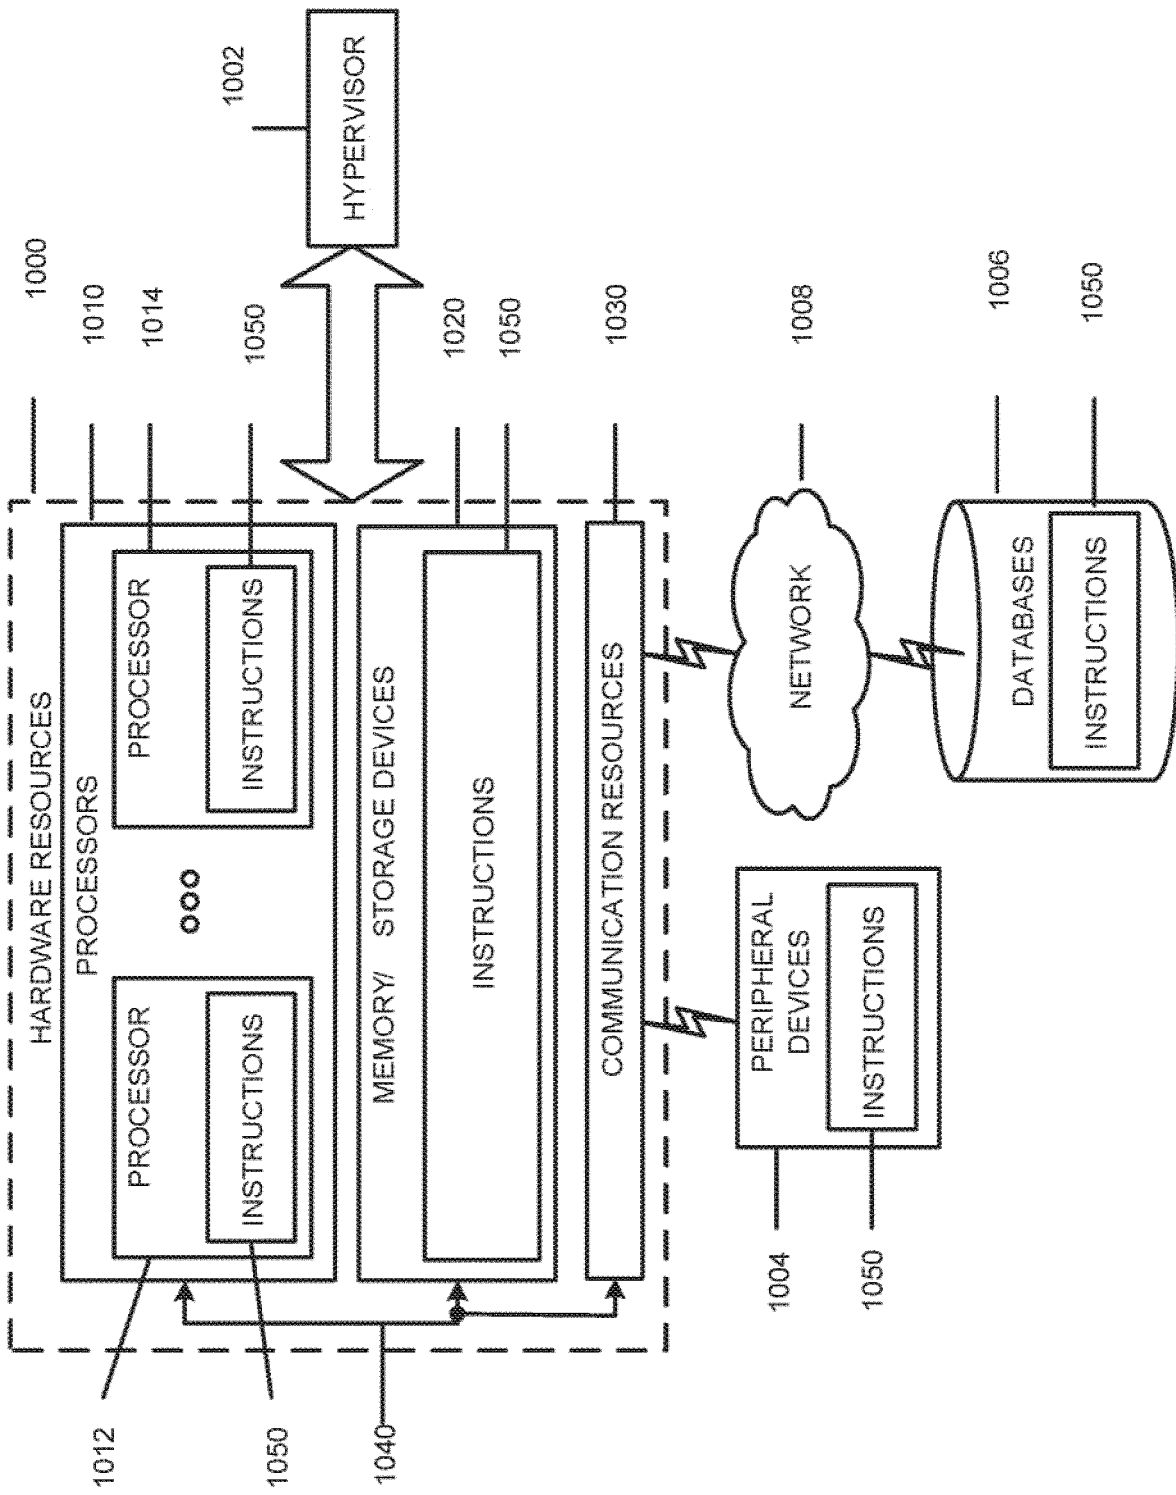 HARDWARE RESOURCES
1000
PROCESSORS
1010
1012
PROCESSOR
INSTRUCTIONS
1050
PROCESSOR
1014
INSTRUCTIONS
1050
HYPERVISOR
1002
1040
MEMORY/ STORAGE DEVICES
1020
INSTRUCTIONS
1050
COMMUNICATION RESOURCES
1030
PERIPHERAL
DEVICES
1004
INSTRUCTIONS
1050
NETWORK
1008
DATABASES
1006
INSTRUCTIONS
1050